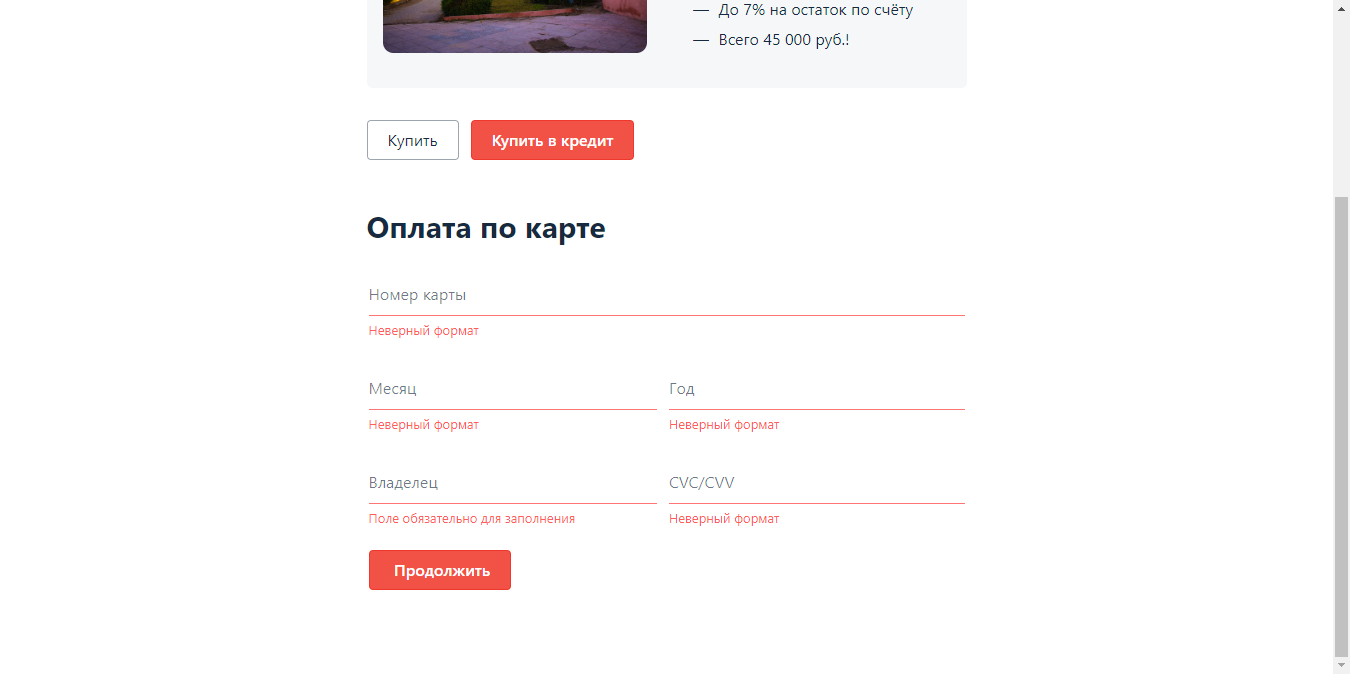 — До 7% на остаток по счёту
— Всего 45 000 руб.!
Купить
Купить в кредит
Оплата по карте
Номер карты
Неверный формат
Месяц
Год
Неверный формат
Неверный формат
Владелец
CVC/CVV
Поле обязательно для заполнения
Неверный формат
Продолжить